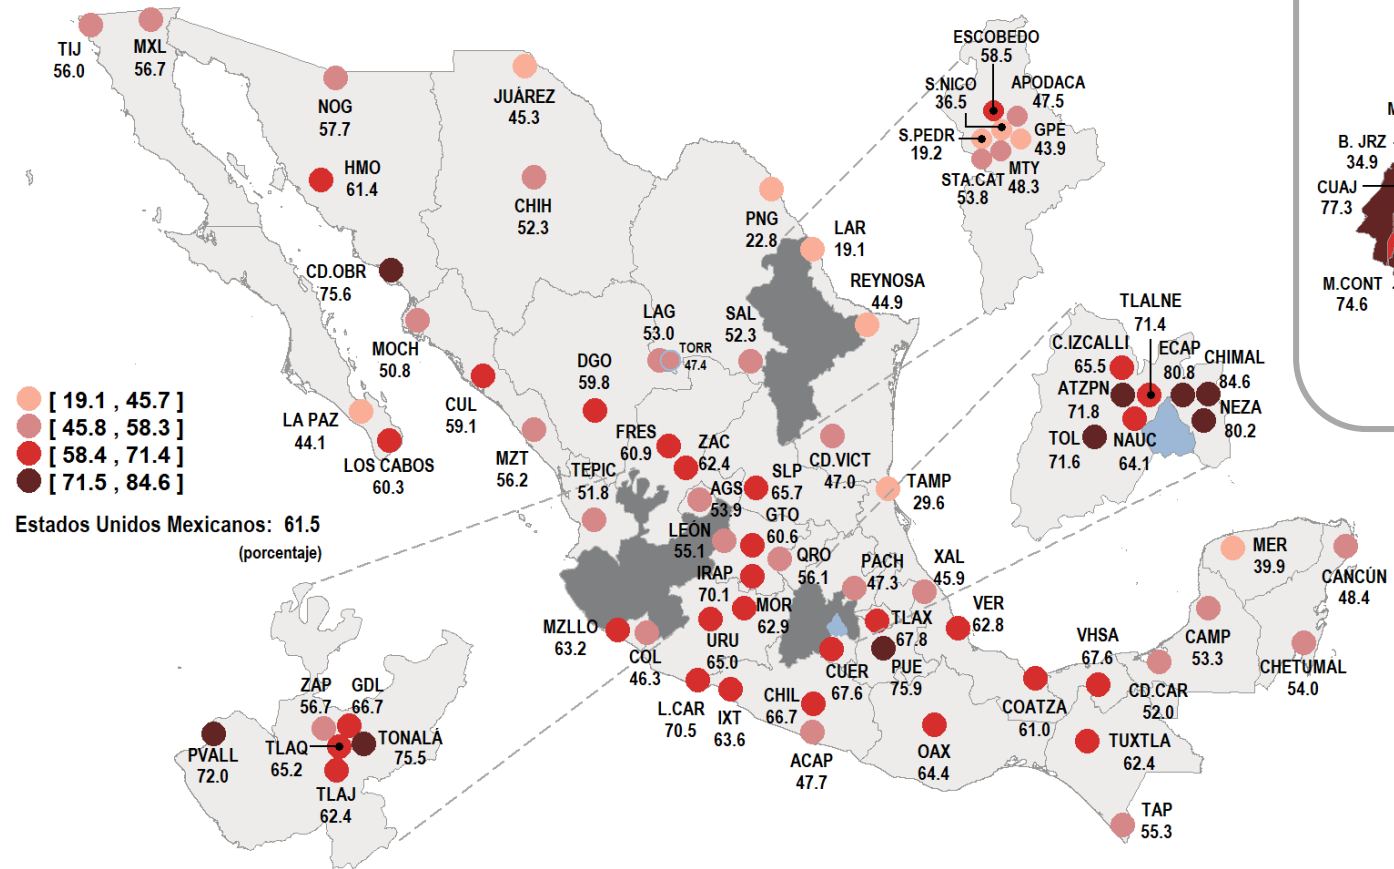 TIJ
56.0
MXL
56.7
NOG
57.7
HMO
61.4
JUÁREZ
45.3
CHIH
52.3
CD.OBR
75.6
MOCH
50.8
CUL
59.1
LA PAZ
44.1
LOS CABOS
60.3
MZT
56.2
DGO
59.8
LAG
53.0
TORR
47.4
SAL
52.3
PNG
22.8
LAR
19.1
REYNOSA
44.9
ESCOBEDO
58.5
S.NICO
36.5
APODACA
47.5
S.PEDR
19.2
GPE
43.9
MTY
48.3
STA.CAT
53.8
B. JRZ
34.9
CUAJ
77.3
M.CONT
74.6
M
TLALNE
71.4
C.IZCALLI
65.5
ECAP
80.8
CHIMAL
84.6
ATZPN
71.8
NEZA
80.2
TOL
71.6
NAUC
64.1
[ 19.1 , 45.7 ]
[ 45.8 , 58.3 ]
[ 58.4 , 71.4 ]
[ 71.5 , 84.6 ]
Estados Unidos Mexicanos: 61.5
(porcentaje)
FRES
60.9
ZAC
62.4
TEPIC
51.8
AGS
53.9
SLP
65.7
CD.VICT
47.0
TAMP
29.6
LEÓN
55.1
GTO
60.6
IRAP
70.1
QRO
56.1
PACH
47.3
XAL
45.9
MOR
62.9
TLAX
67.8
VER
62.8
MZLLO
63.2
COL
46.3
URU
65.0
CUER
67.6
PUE
75.9
L.CAR
70.5
IXT
63.6
CHIL
66.7
ACAP
47.7
OAX
64.4
COATZA
61.0
VHSA
67.6
CD.CAR
52.0
TUXTLA
62.4
TAP
55.3
MER
39.9
CANCÚN
48.4
CAMP
53.3
CHETUMAL
54.0
ZAP
56.7
GDL
66.7
TLAQ
65.2
TONALÁ
75.5
PVALL
72.0
TLAJ
62.4